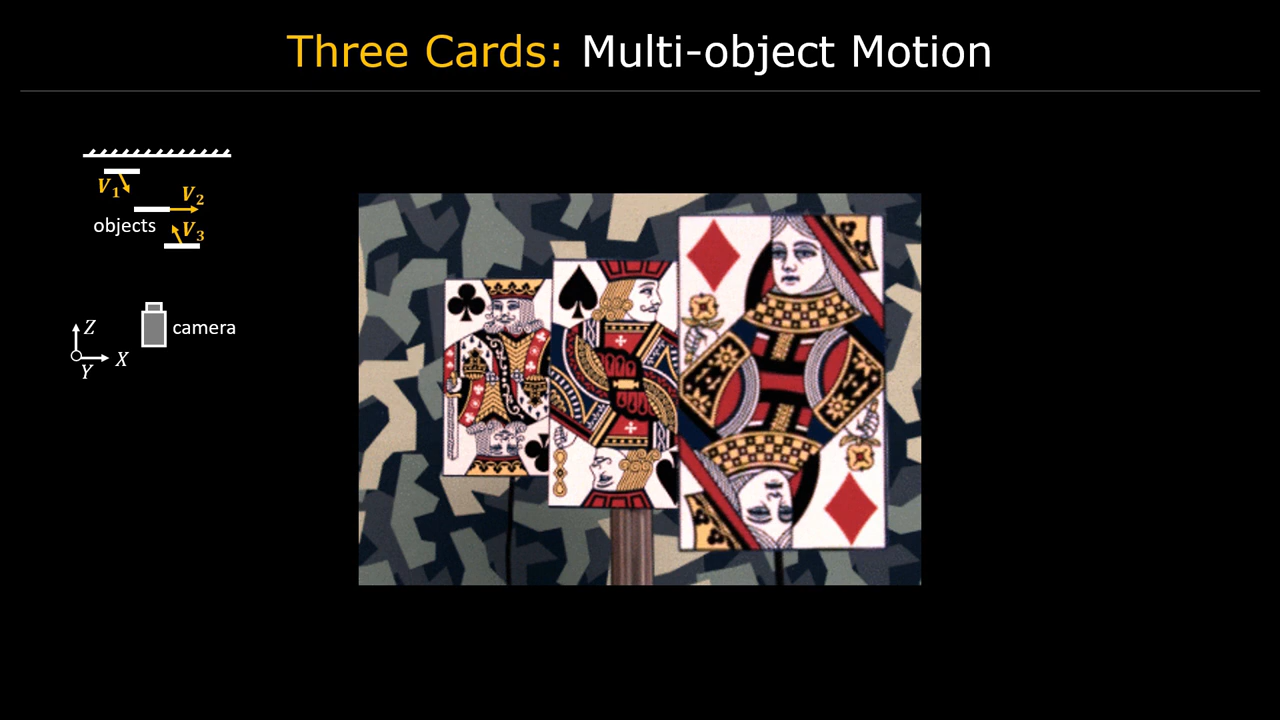 Three Cards: Multi-object Motion
V₁
V₂
objects
V₃
Z
camera
X
Y